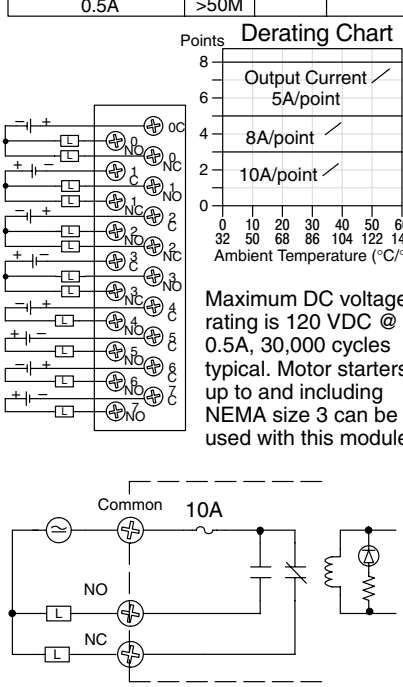 0.5A >50M
Points Derating Chart
8
Output Current
6
5A/point
4
8A/point
2
10A/point
0
0 10 20 30 40 50
32 50 68 86 104 122
Ambient Temperature (°C/°
0C
0
NO
0
NC
1
C
1
NO
1
NC
2
C
2
NO
2
NC
3
C
3
NO
3
NC
4
C
4
NO
5
C
5
NO
6
C
6
NO
7
C
7
NO
L
L
L
L
L
L
L
L
L
L
L
L
Maximum DC voltage
rating is 120 VDC @
0.5A, 30,000 cycles
typical. Motor starters
up to and including
NEMA size 3 can be
used with this module
Common 10A
NO
L
NC
L